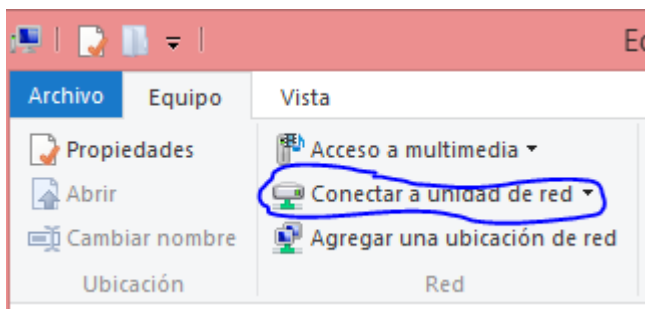 Ec
Archivo Equipo Vista
Propiedades
Abrir
Cambiar nombre
Ubicación
Acceso a multimedia
Conectar a unidad de red
Agregar una ubicación de red
Red